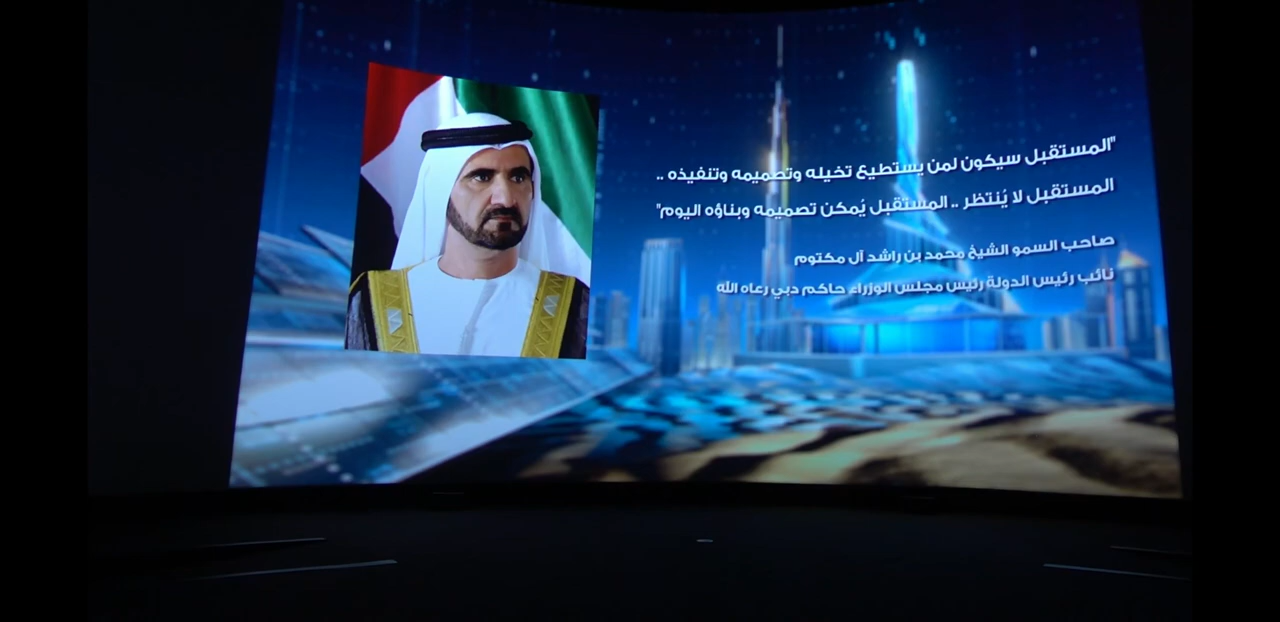 "المستقبل سيكون لمن يستطيع تخيله وتصميمه وتنفيذه ..
المستقبل لا يُنتظر .. المستقبل يُمكن تصميمه وبناؤه اليوم"
صاحب السمو الشيخ محمد بن راشد آل مكتوم
نائب رئيس الدولة رئيس مجلس الوزراء حاكم دبي رعاه الله